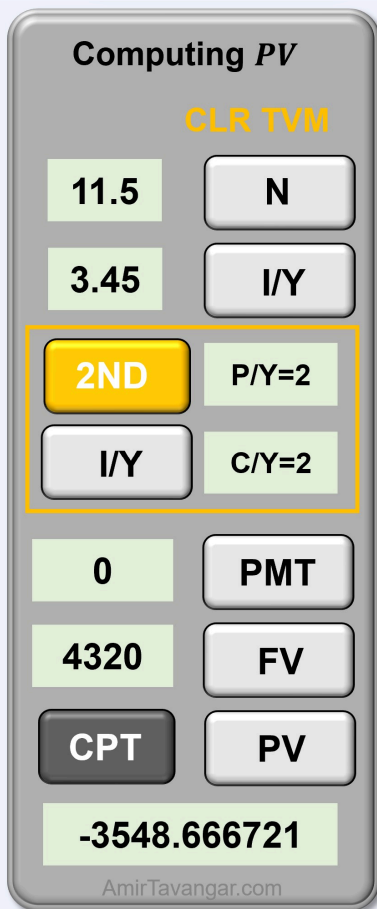 Computing PV
CLR TVM
11.5 N
3.45 I/Y
2ND P/Y=2
I/Y C/Y=2
0 PMT
4320 FV
CPT PV
-3548.666721
AmirTavangar.com